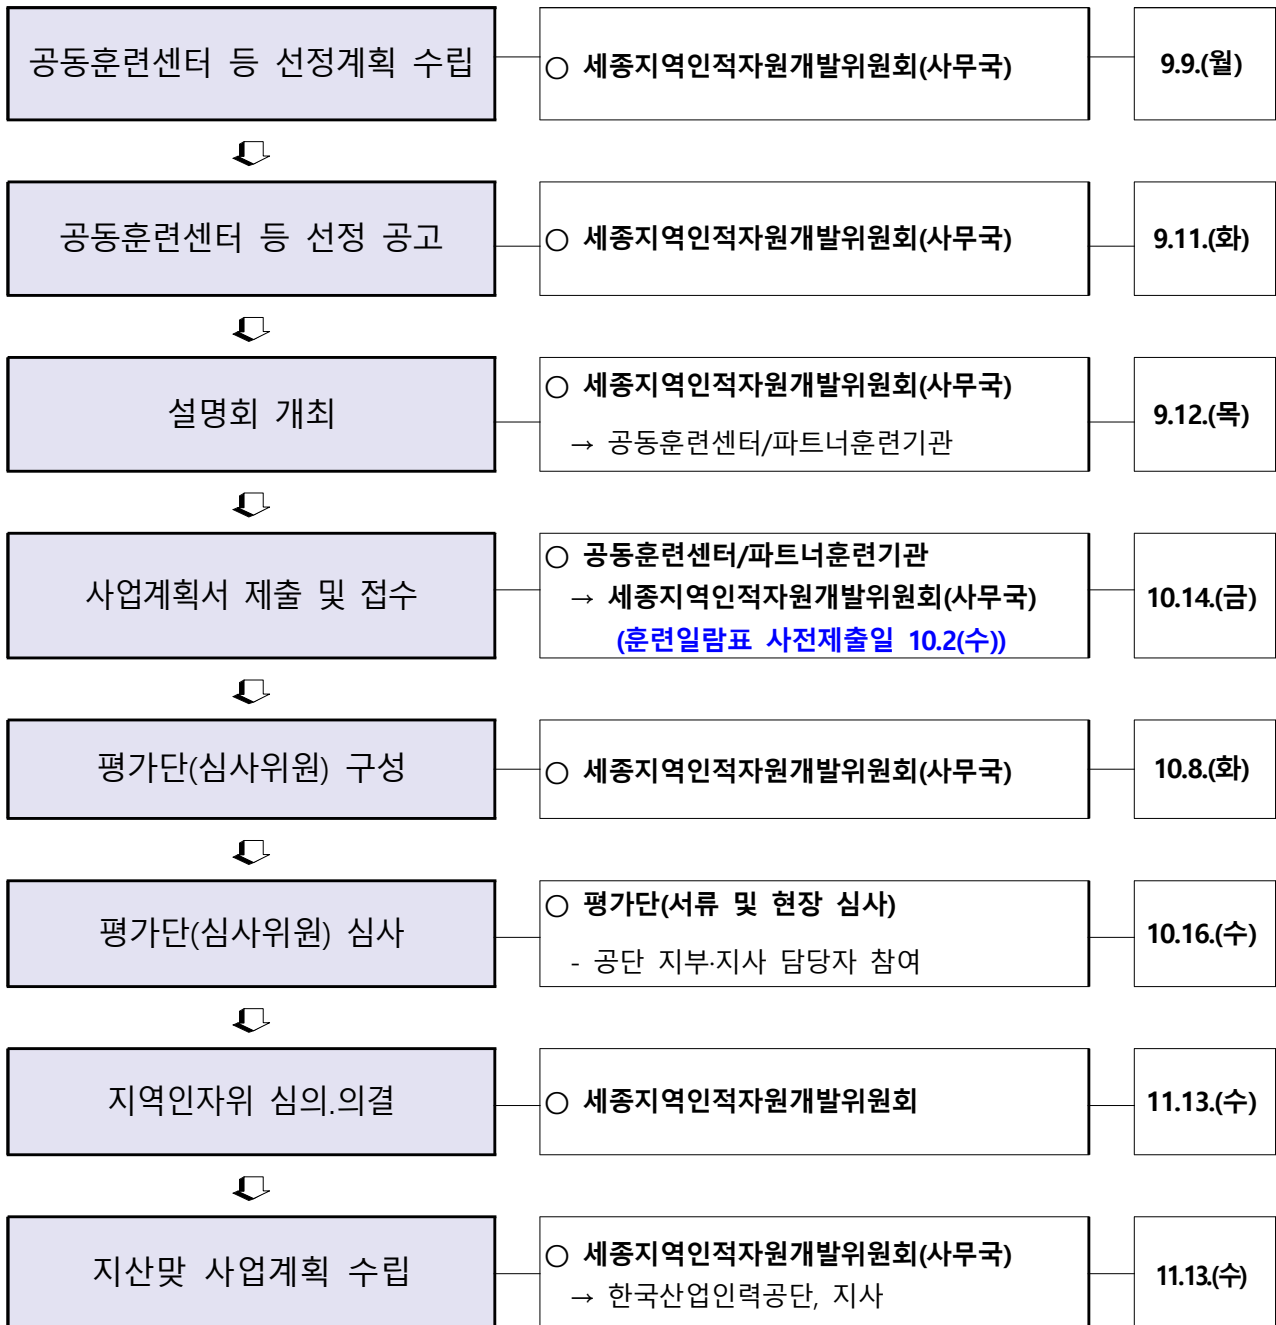 공동훈련센터 등 선정계획 수립
○ 세종지역인적자원개발위원회(사무국)
9.9.(월)
공동훈련센터 등 선정 공고
○ 세종지역인적자원개발위원회(사무국)
9.11.(화)
설명회 개최
○ 세종지역인적자원개발위원회(사무국)
→ 공동훈련센터/파트너훈련기관
9.12.(목)
사업계획서 제출 및 접수
○ 공동훈련센터/파트너훈련기관
→ 세종지역인적자원개발위원회(사무국)
(훈련일람표 사전제출일 10.2(수))
10.14.(금)
평가단(심사위원) 구성
○ 세종지역인적자원개발위원회(사무국)
10.8.(화)
평가단(심사위원) 심사
○ 평가단(서류 및 현장 심사)
- 공단 지부·지사 담당자 참여
10.16.(수)
지역인자위 심의.의결
○ 세종지역인적자원개발위원회
11.13.(수)
지산맞 사업계획 수립
○ 세종지역인적자원개발위원회(사무국)
→ 한국산업인력공단, 지사
11.13.(수)